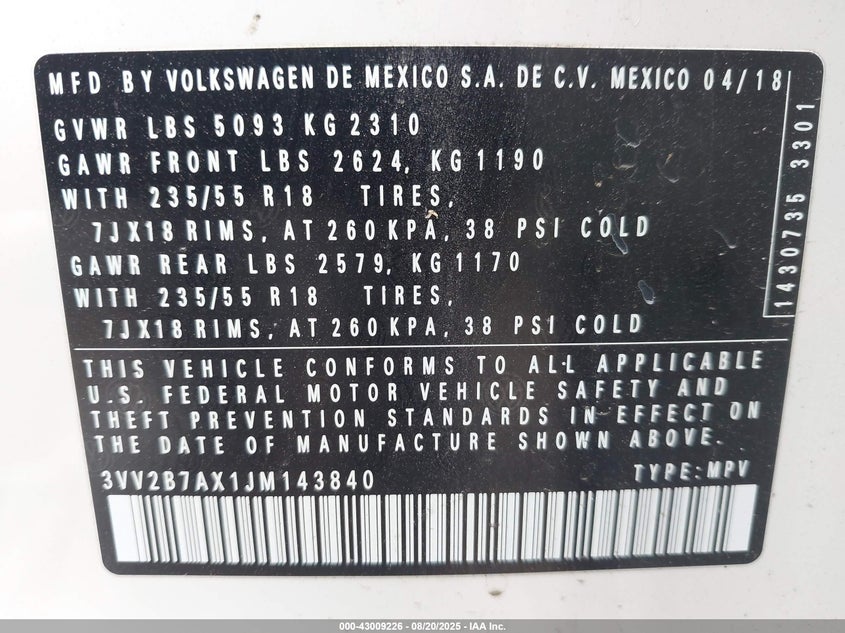 MFD BY VOLKSWAGEN DE MEXICO S.A. DE C.V. MEXICO 04/18
GVWR LBS 5093 KG 2310
GAWR FRONT LBS 2624, KG 1190
WITH 235/55 R18 TIRES,
7JX18 RIMS, AT 260 KPA, 38 PSI COLD
GAWR REAR LBS 2579, KG 1170
WITH 235/55 R18 TIRES,
7JX18 RIMS, AT 260 KPA, 38 PSI COLD
1430735 3301
THIS VEHICLE CONFORMS TO ALL APPLICABLE
U.S. FEDERAL MOTOR VEHICLE SAFETY AND
THEFT PREVENTION STANDARDS IN EFFECT ON
THE DATE OF MANUFACTURE SHOWN ABOVE.
3VV2B7AX1JM143840 TYPE: MPV
000-43009226 - 08/20/2025 - IAA Inc.